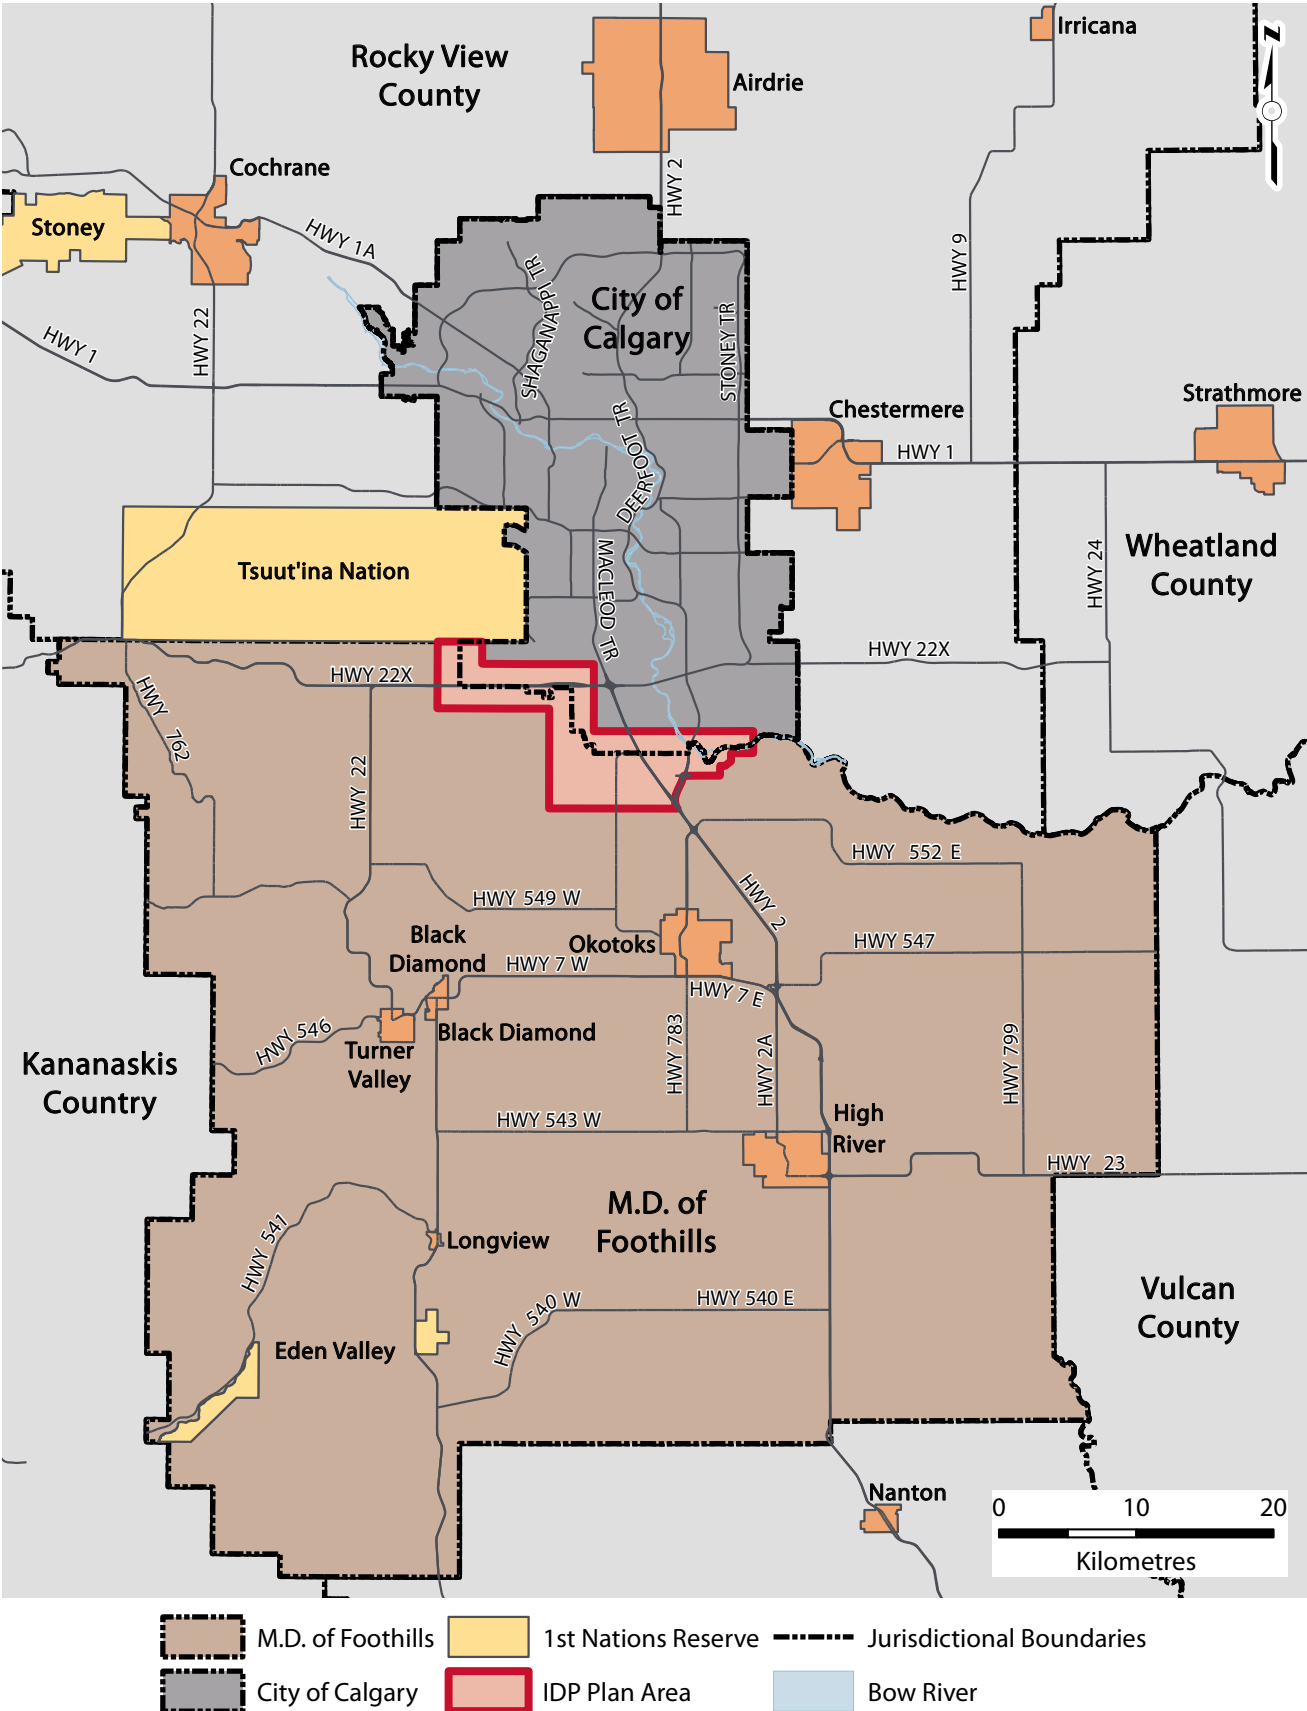 Irricana
N
Rocky View
County
Airdrie
HWY 2
Cochrane
Stoney
HWY 1A
HWY 9
SHAGANAPPI TR
City of
Calgary
STONEY TR
HWY 22
HWY 1
Strathmore
Chestermere
DEERFOOT TR
HWY 1
Tsuut'ina Nation
MACLEOD TR
HWY 24
Wheatland
County
HWY 22X
HWY 22X
HWY 762
HWY 22
HWY 552 E
HWY 549 W
HWY 2
Black
Diamond
Okotoks
HWY 547
HWY 7 W
HWY 7 E
HWY 546
Black Diamond
Turner
Valley
HWY 783
HWY 2A
HWY 799
Kananaskis
Country
HWY 543 W
High
River
HWY 23
M.D. of
Foothills
HWY 541
Longview
HWY 540 W
HWY 540 E
Vulcan
County
Eden Valley
Nanton
0 10 20
Kilometres
M.D. of Foothills
1st Nations Reserve
Jurisdictional Boundaries
City of Calgary
IDP Plan Area
Bow River